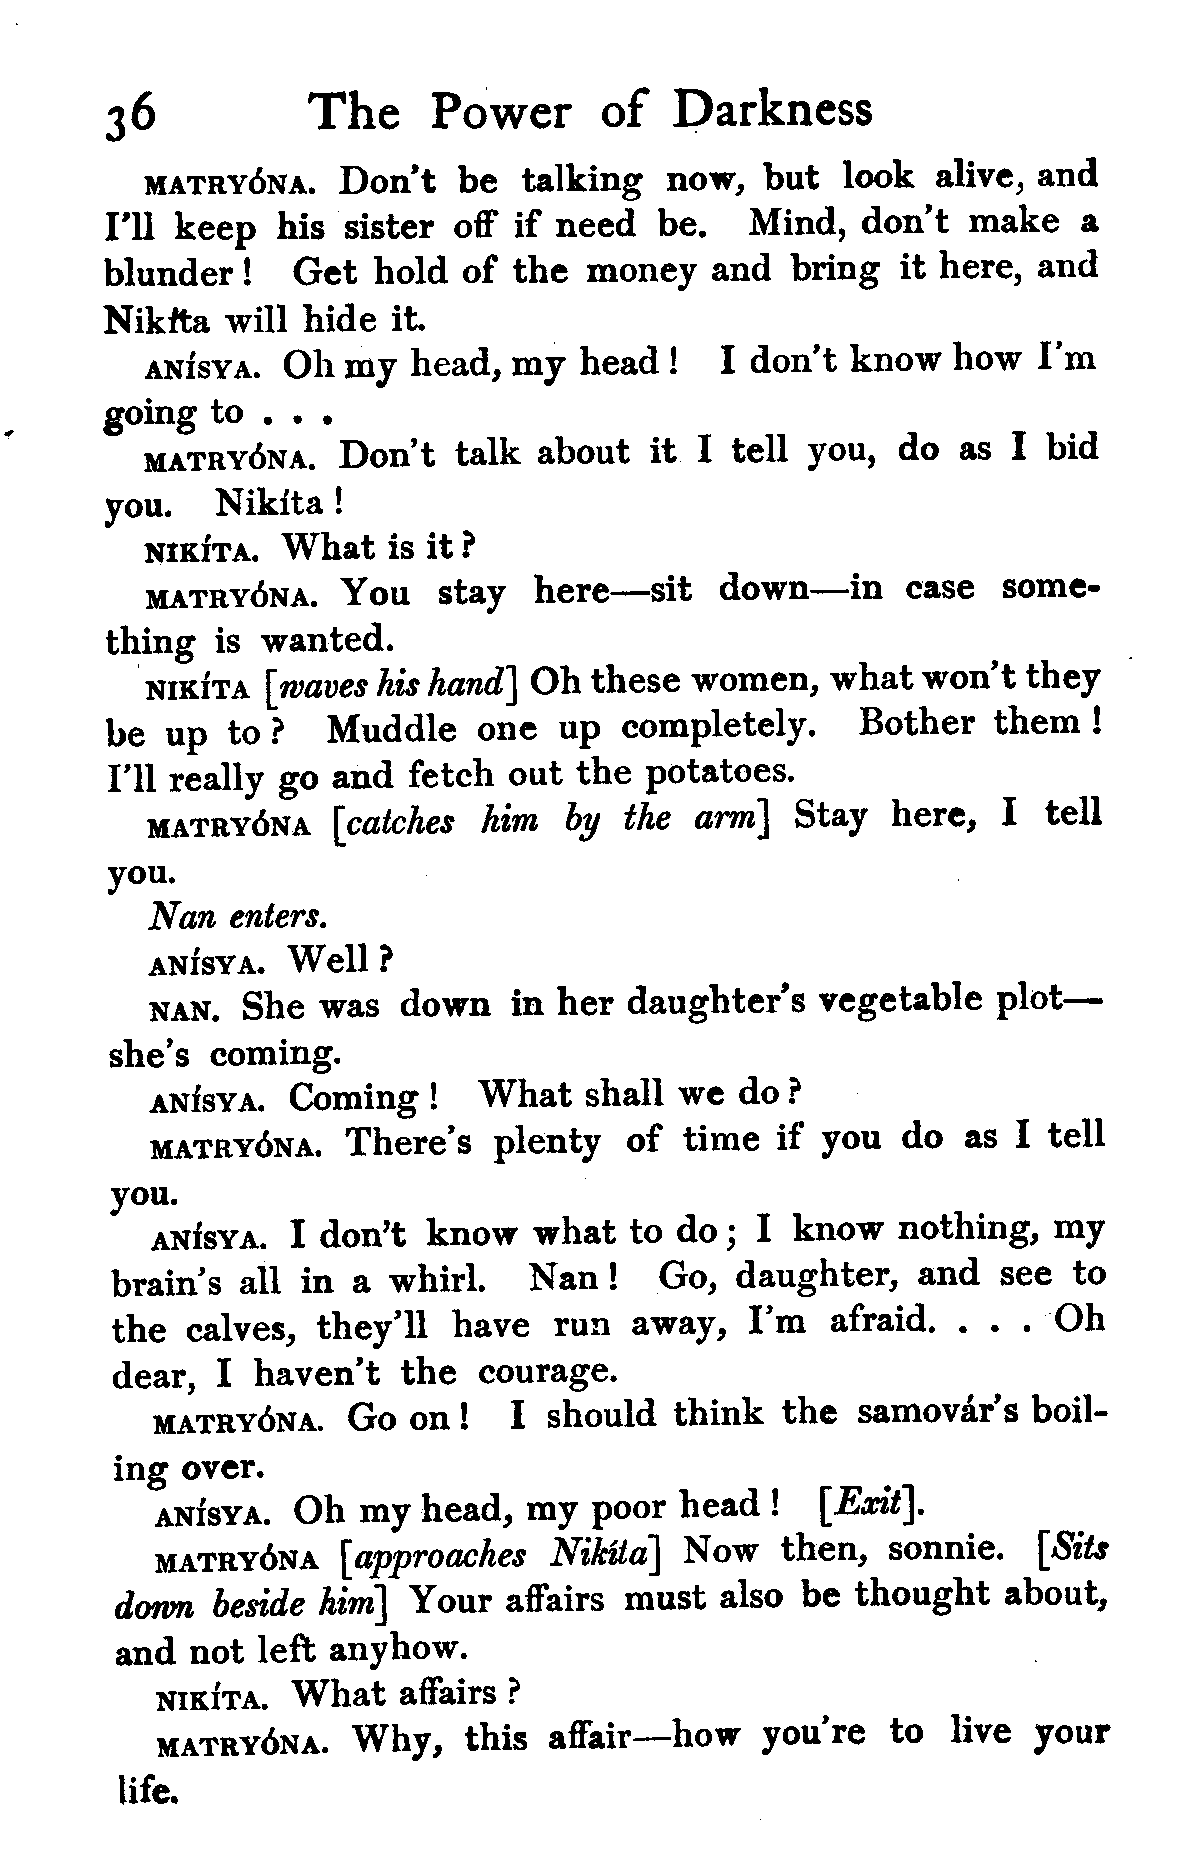 36 The Power of Darkness
MATRYÓNA. Don't be talking now, but look alive, and
I'll keep his sister off if need be. Mind, don't make a
blunder! Get hold of the money and bring it here, and
Nikíta will hide it.
ANÍSYA. Oh my head, my head! I don't know how I'm
going to . . .
MATRYÓNA. Don't talk about it I tell you, do as I bid
you. Nikíta!
NIKÍTA. What is it?
MATRYÓNA. You stay here—sit down—in case some-
thing is wanted.
NIKÍTA [waves his hand] Oh these women, what won't they
be up to? Muddle one up completely. Bother them!
I'll really go and fetch out the potatoes.
MATRYÓNA [catches him by the arm] Stay here, I tell
you.
Nan enters.
ANÍSYA. Well?
NAN. She was down in her daughter's vegetable plot—
she's coming.
ANÍSYA. Coming! What shall we do?
MATRYÓNA. There's plenty of time if you do as I tell
you.
ANÍSYA. I don't know what to do; I know nothing, my
brain's all in a whirl. Nan! Go, daughter, and see to
the calves, they'll have run away, I'm afraid. . . . Oh
dear, I haven't the courage.
MATRYÓNA. Go on! I should think the samovár's boil-
ing over.
ANÍSYA. Oh my head, my poor head! [Exit].
MATRYÓNA [approaches Nikíta] Now then, sonnie. [Sits
down beside him] Your affairs must also be thought about,
and not left anyhow.
NIKÍTA. What affairs?
MATRYÓNA. Why, this affair—how you're to live your
life.